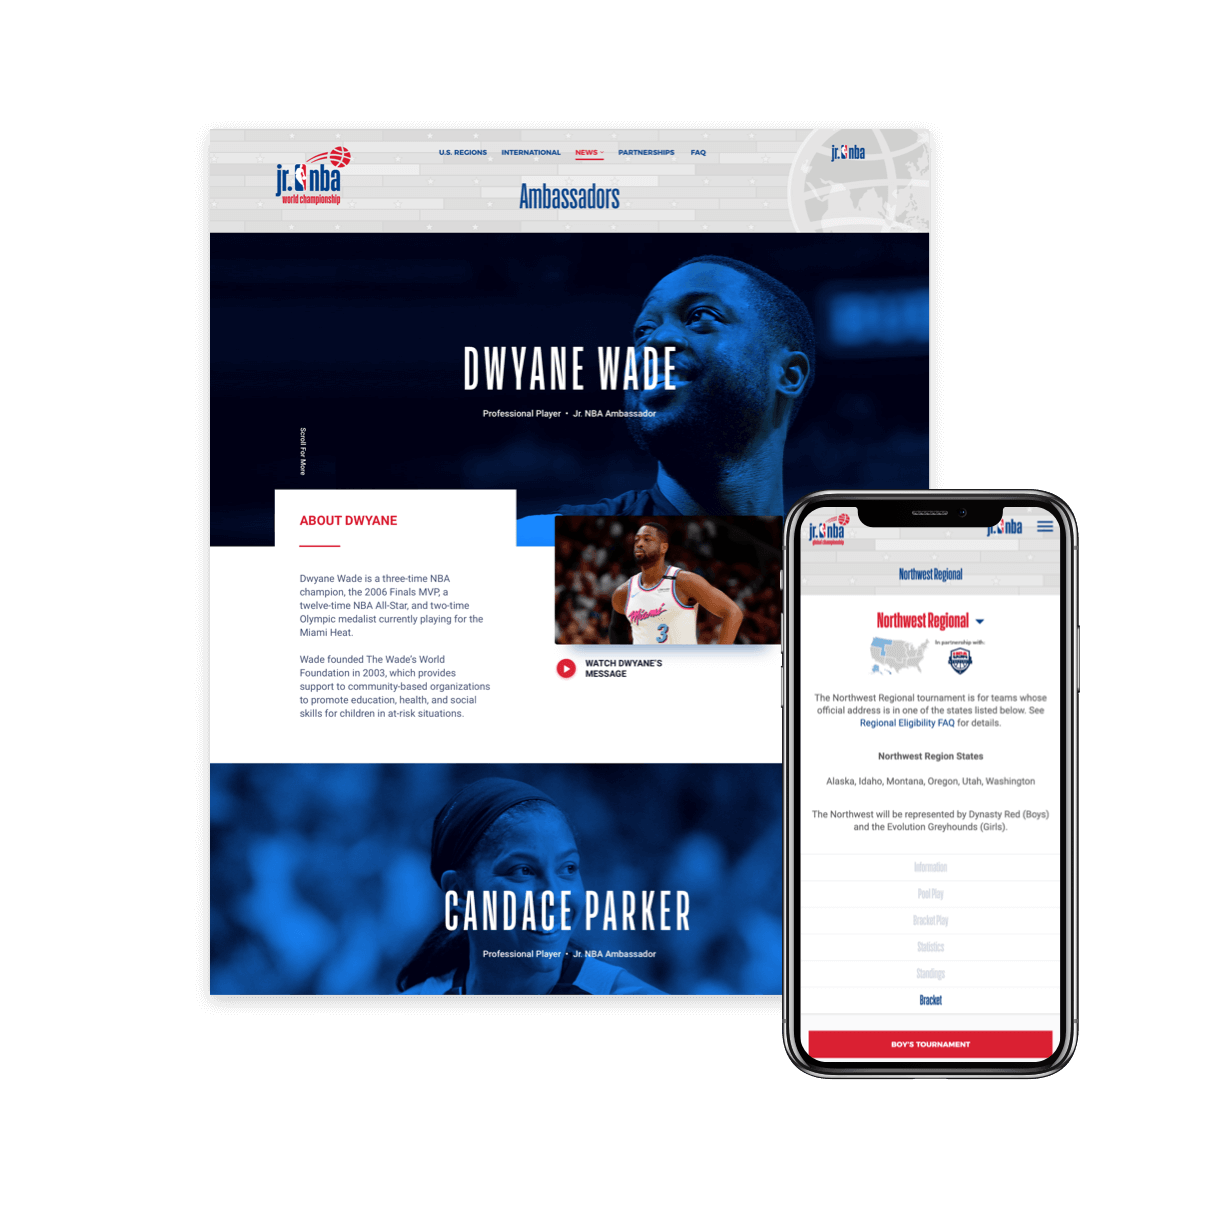 jr. nba
world championship
U.S. REGIONS
INTERNATIONAL
NEWS
PARTNERSHIPS
FAQ
jr. nba
Ambassadors
DWYANE WADE
Professional Player • Jr. NBA Ambassador
Scroll For More
ABOUT DWYANE
Dwyane Wade is a three-time NBA
champion, the 2006 Finals MVP, a
twelve-time NBA All-Star, and two-time
Olympic medalist currently playing for the
Miami Heat.
Wade founded The Wade's World
Foundation in 2003, which provides
support to community-based organizations
to promote education, health, and social
skills for children in at-risk situations.
Miami
3
WATCH DWYANE'S
MESSAGE
CANDACE PARKER
Professional Player • Jr. NBA Ambassador
jr. nba
global championship
jr. nba
Northwest Regional
Northwest Regional
In partnership with:
USA
The Northwest Regional tournament is for teams whose
official address is in one of the states listed below. See
Regional Eligibility FAQ for details.
Northwest Region States
Alaska, Idaho, Montana, Oregon, Utah, Washington
The Northwest will be represented by Dynasty Red (Boys)
and the Evolution Greyhounds (Girls).
Information
Pool Play
Bracket Play
Statistics
Standings
Bracket
BOY'S TOURNAMENT